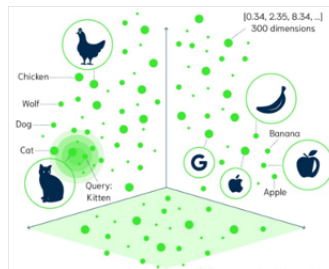 [0.34, 2.35, 8.34, ...]
300 dimensions
Chicken
Wolf
Dog
Cat
Query:
Kitten
Banana
Apple
G